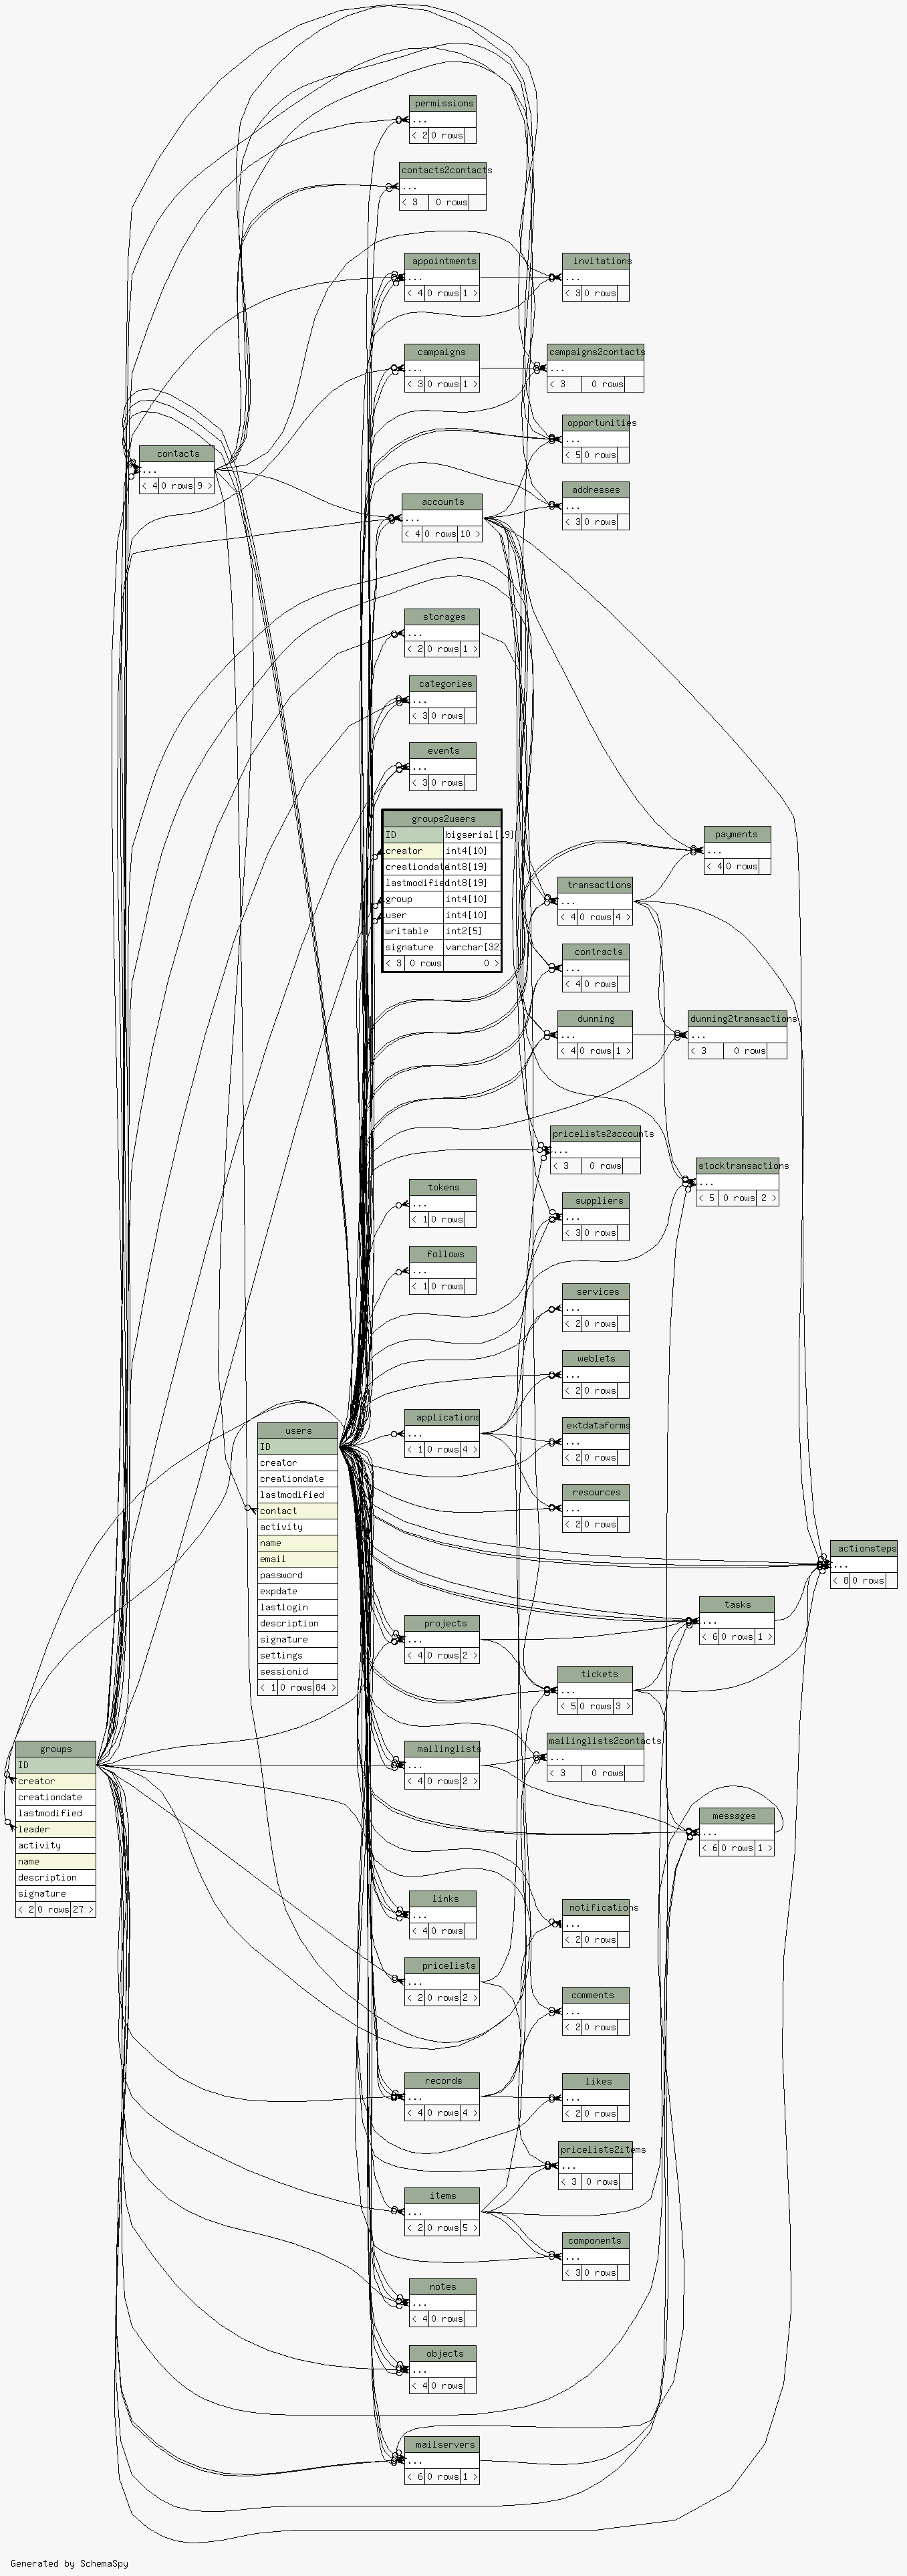 permissions
...
< 2 0 rows
contacts2contacts
...
< 3 0 rows
appointments
...
< 4 0 rows 1 >
invitations
...
< 3 0 rows
campaigns
...
< 3 0 rows 1 >
campaigns2contacts
...
< 3 0 rows
opportunities
...
< 5 0 rows
contacts
...
< 4 0 rows 9 >
addresses
...
< 3 0 rows
accounts
...
< 4 0 rows 10 >
storages
...
< 2 0 rows 1 >
categories
...
< 3 0 rows
events
...
< 3 0 rows
groups2users
ID bigserial[19]
creator int4[10]
creationdate int8[19]
lastmodified int8[19]
group int4[10]
user int4[10]
writable int2[5]
signature varchar[32]
< 3 0 rows 0 >
payments
...
< 4 0 rows
transactions
...
< 4 0 rows 4 >
contracts
...
< 4 0 rows
dunning
...
< 4 0 rows 1 >
dunning2transactions
...
< 3 0 rows
pricelists2accounts
...
< 3 0 rows
stocktransactions
...
< 5 0 rows 2 >
tokens
...
< 1 0 rows
suppliers
...
< 3 0 rows
follows
...
< 1 0 rows
services
...
< 2 0 rows
weblets
...
< 2 0 rows
applications
...
< 1 0 rows 4 >
extdataforms
...
< 2 0 rows
resources
...
< 2 0 rows
users
ID
creator
creationdate
lastmodified
contact
activity
name
email
password
expdate
lastlogin
description
signature
settings
sessionid
< 1 0 rows 84 >
actionsteps
...
< 8 0 rows
tasks
...
< 6 0 rows 1 >
projects
...
< 4 0 rows 2 >
tickets
...
< 5 0 rows 3 >
groups
ID
creator
creationdate
lastmodified
leader
activity
name
description
signature
< 2 0 rows 27 >
mailinglists
...
< 4 0 rows 2 >
mailinglists2contacts
...
< 3 0 rows
messages
...
< 6 0 rows 1 >
links
...
< 4 0 rows
notifications
...
< 2 0 rows
pricelists
...
< 2 0 rows 2 >
comments
...
< 2 0 rows
records
...
< 4 0 rows 4 >
likes
...
< 2 0 rows
pricelists2items
...
< 3 0 rows
items
...
< 2 0 rows 5 >
components
...
< 3 0 rows
notes
...
< 4 0 rows
objects
...
< 4 0 rows
mailservers
...
< 6 0 rows 1 >
Generated by SchemaSpy